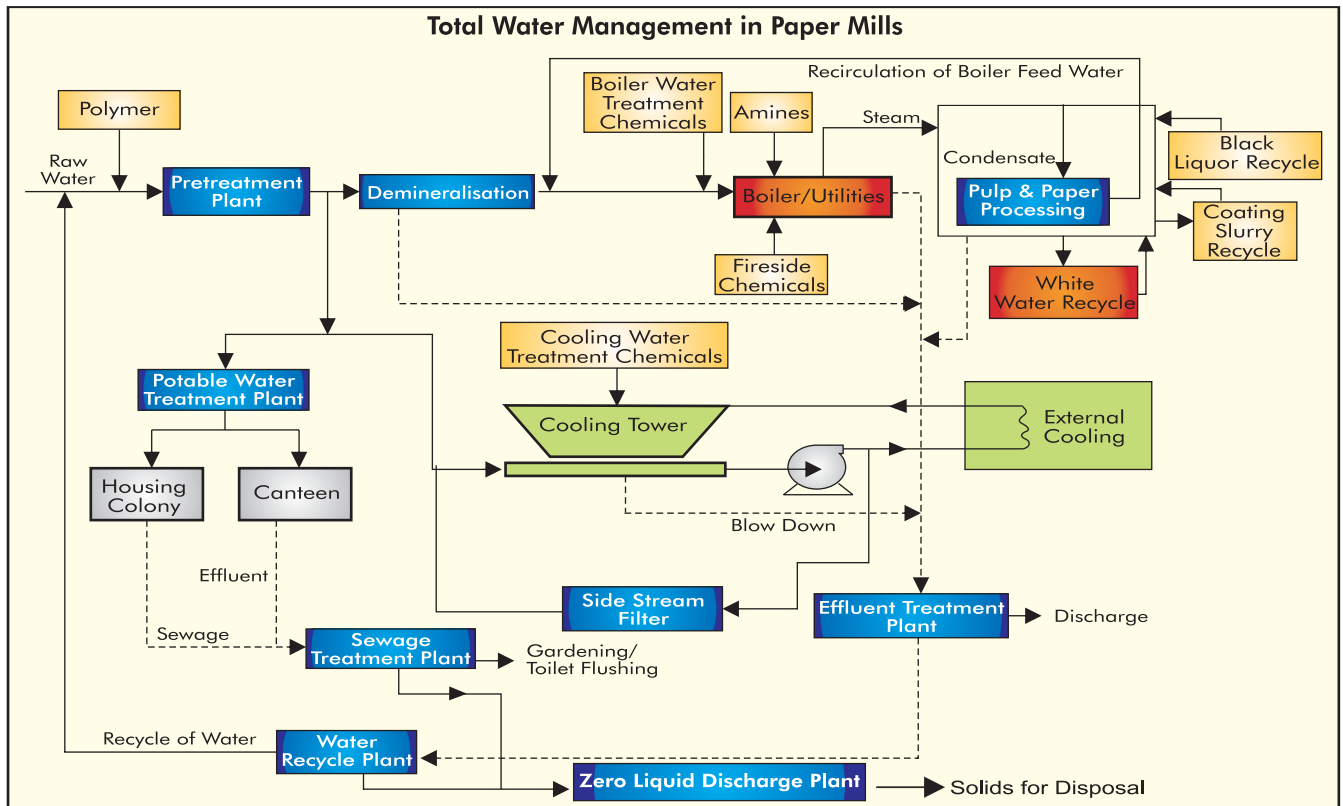 Total Water Management in Paper Mills
Recirculation of Boiler Feed Water
Polymer
Boiler Water
Treatment
Chemicals
Amines
Steam
Black
Liquor Recycle
Raw
Water
Pretreatment
Plant
Demineralisation
Boiler/Utilities
Condensate
Pulp & Paper
Processing
Coating
Slurry
Recycle
Fireside
Chemicals
White
Water Recycle
Cooling Water
Treatment Chemicals
Potable Water
Treatment Plant
Cooling Tower
External
Cooling
Housing
Colony
Canteen
Blow Down
Effluent
Side Stream
Filter
Effluent Treatment
Plant
Discharge
Sewage
Sewage
Treatment Plant
Gardening/
Toilet Flushing
Recycle of Water
Water
Recycle Plant
Zero Liquid Discharge Plant
Solids for Disposal